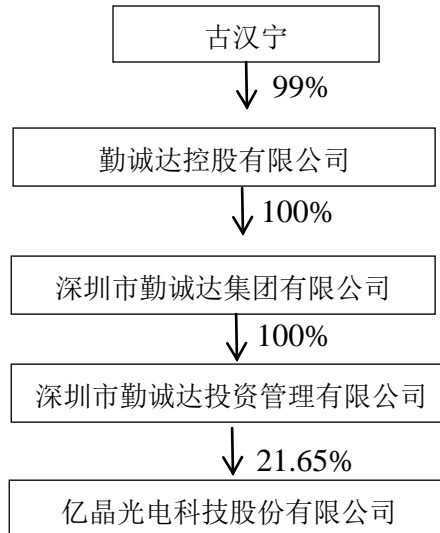 古汉宁
99%
勤诚达控股有限公司
100%
深圳市勤诚达集团有限公司
100%
深圳市勤诚达投资管理有限公司
21.65%
亿晶光电科技股份有限公司